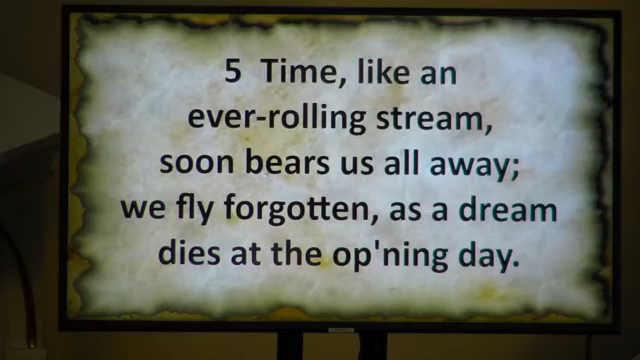 5 Time, like an
ever-rolling stream,
soon bears us all away;
we fly forgotten, as a dream
dies at the op'ning day.